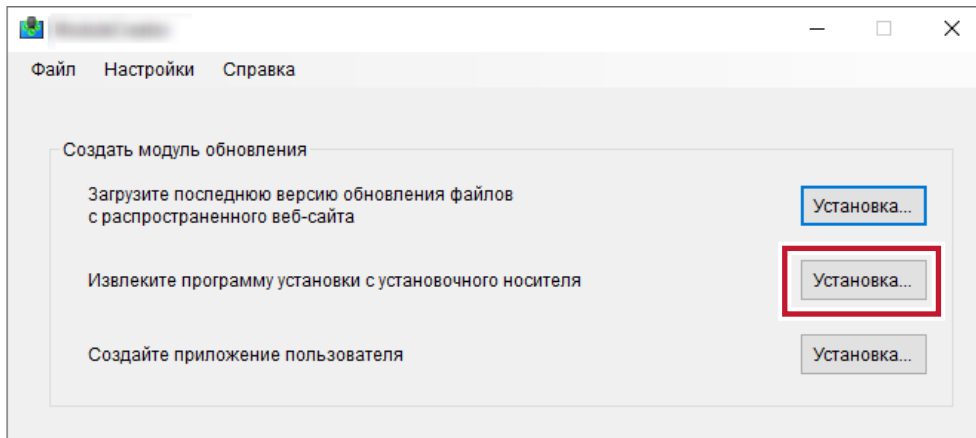 Файл Настройки Справка
Создать модуль обновления
Загрузите последнюю версию обновления файлов
с распространенного веб-сайта
Установка...
Извлеките программу установки с установочного носителя
Установка...
Создайте приложение пользователя
Установка...